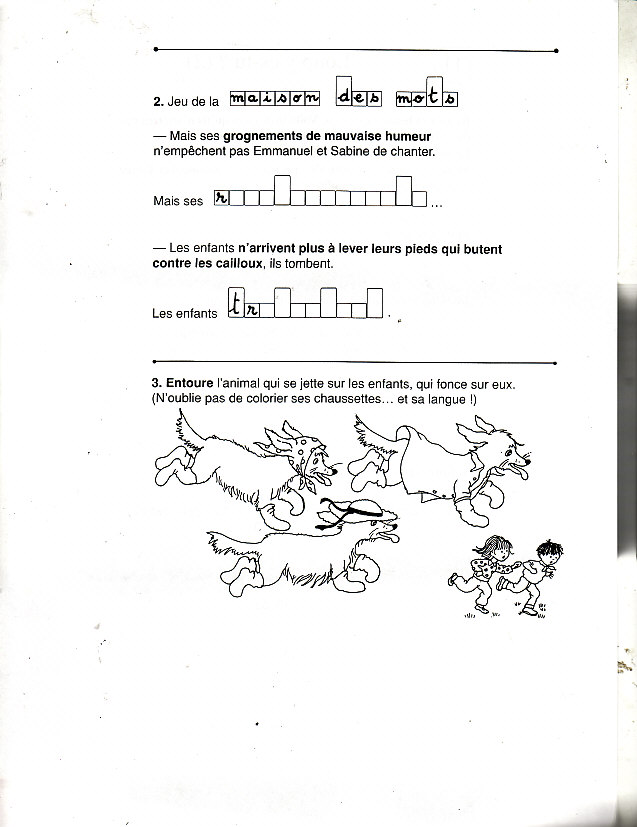 2. Jeu de la maison des mots
— Mais ses grognements de mauvaise humeur
n'empêchent pas Emmanuel et Sabine de chanter.
Mais ses r...
— Les enfants n'arrivent plus à lever leurs pieds qui butent
contre les cailloux, ils tombent.
Les enfants tr.
3. Entoure l'animal qui se jette sur les enfants, qui fonce sur eux.
(N'oublie pas de colorier ses chaussettes... et sa langue !)